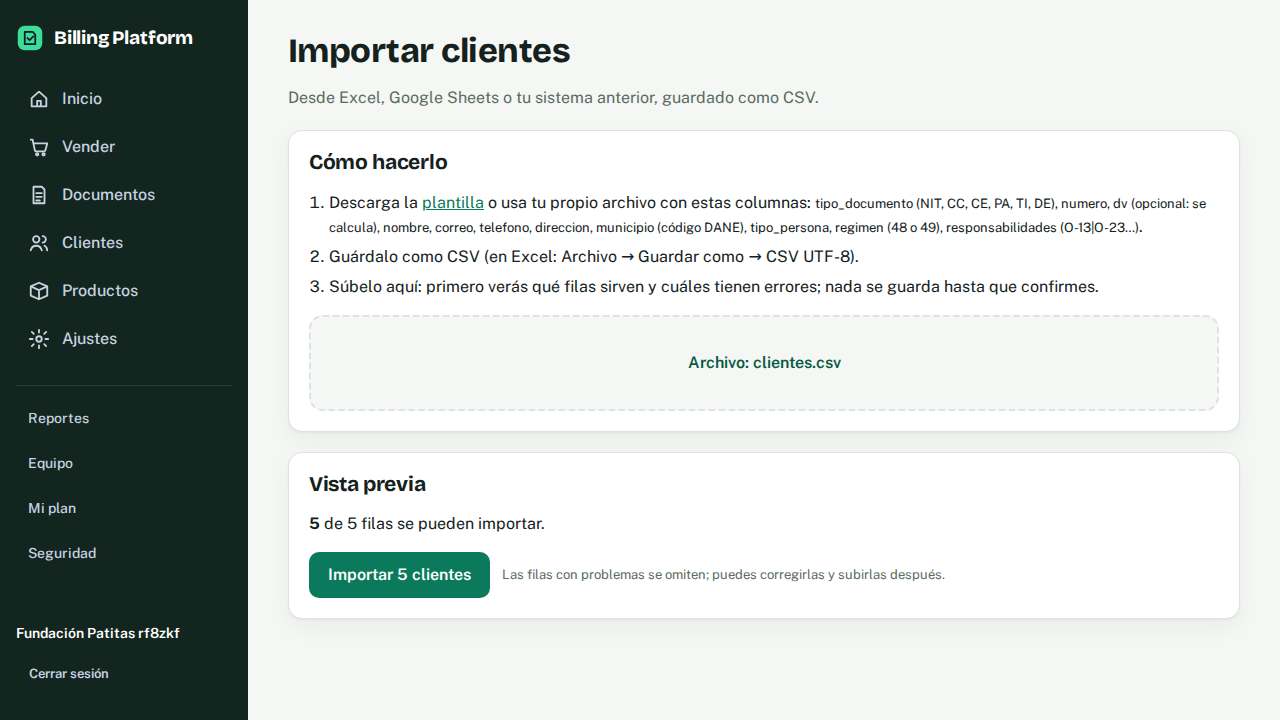 Billing Platform
Inicio
Vender
Documentos
Clientes
Productos
Ajustes
Reportes
Equipo
Mi plan
Seguridad
Fundación Patitas rf8zkf
Cerrar sesión
Importar clientes
Desde Excel, Google Sheets o tu sistema anterior, guardado como CSV.
Cómo hacerlo
1. Descarga la plantilla o usa tu propio archivo con estas columnas: tipo_documento (NIT, CC, CE, PA, TI, DE), numero, dv (opcional: se
calcula), nombre, correo, telefono, direccion, municipio (código DANE), tipo_persona, regimen (48 o 49), responsabilidades (O-13|O-23…).
2. Guárdalo como CSV (en Excel: Archivo → Guardar como → CSV UTF-8).
3. Súbelo aquí: primero verás qué filas sirven y cuáles tienen errores; nada se guarda hasta que confirmes.
Archivo: clientes.csv
Vista previa
5 de 5 filas se pueden importar.
Importar 5 clientes
Las filas con problemas se omiten; puedes corregirlas y subirlas después.